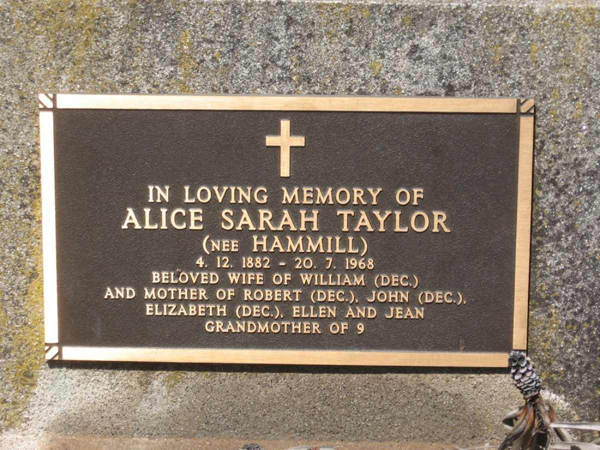 IN LOVING MEMORY OF
ALICE SARAH TAYLOR
(NEE HAMMILL)
4. 12. 1882 - 20. 7. 1968
BELOVED WIFE OF WILLIAM (DEC.)
AND MOTHER OF ROBERT (DEC.), JOHN (DEC.),
ELIZABETH (DEC.), ELLEN AND JEAN
GRANDMOTHER OF 9